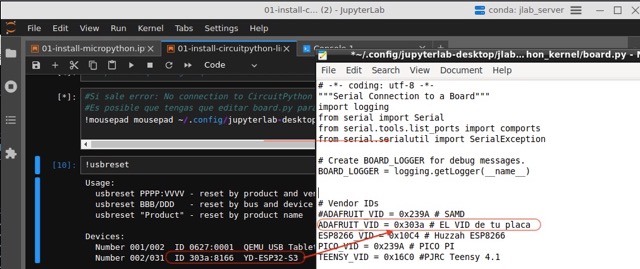 01-install-c... (2) - JupyterLab
conda: jlab_server
File Edit View Run Kernel Tabs Settings Help
01-install-micropython.ip
01-install-circuitpython-li
Console 1
Code
*~/.config/jupyterlab-desktop/jlab...hon_kernel/board.py -
File Edit Search View Document Help
[*]:
#Si sale error: No connection to CircuitPython
#Es posible que tengas que editar board.py para
!mousepad mousepad ~/.config/jupyterlab-desktop
[10]:
!usbreset
Usage:
usbreset PPPP:VVVV - reset by product and ven
usbreset BBB/DDD - reset by bus and device
usbreset "Product" - reset by product name
Devices:
Number 001/002 ID 0627:0001 QEMU USB Tablet
Number 002/031 ID 303a:8166 YD-ESP32-S3
# -*- coding: utf-8 -*-
"""Serial Connection to a Board"""
import logging
from serial import Serial
from serial.tools.list_ports import comports
from serial.serialutil import SerialException
# Create BOARD_LOGGER for debug messages.
BOARD_LOGGER = logging.getLogger(__name__)
# Vendor IDs
#ADAFRUIT_VID = 0x239A # SAMD
ADAFRUIT_VID = 0x303a # EL VID de tu placa
ESP8266_VID = 0x10C4 # Huzzah ESP8266
PICO_VID = 0x239A # PICO PI
TEENSY_VID = 0x16C0 #PJRC Teensy 4.1